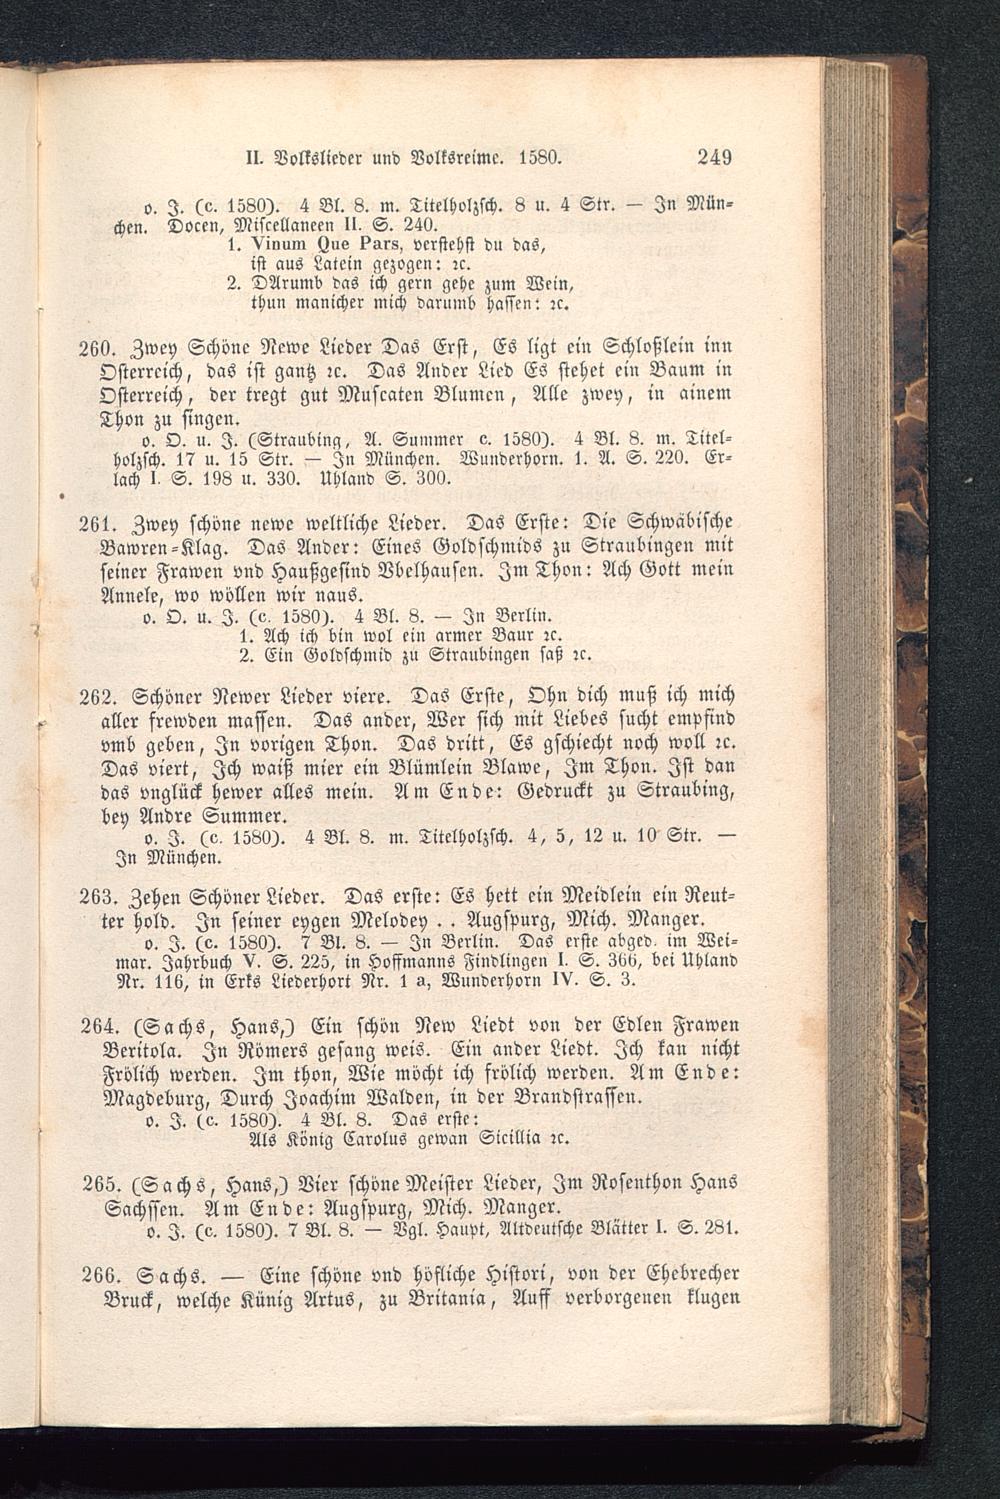 II. Volkslieder und Volksreime. 1580. 249
o. J. (c. 1580). 4 Bl. 8. m. Titelholzsch. 8 u. 4 Str. — In Mün-
chen. Docen, Miscellaneen II. S. 240.
1. Vinum Que Pars, verstehst du das,
ist aus Latein gezogen: ꝛc.
2. DArumb das ich gern gehe zum Wein,
thun manicher mich darumb hassen: ꝛc.
260. Zwey Schöne Newe Lieder Das Erst, Es ligt ein Schloßlein inn
Osterreich, das ist gantz ꝛc. Das Ander Lied Es stehet ein Baum in
Osterreich, der tregt gut Muscaten Blumen, Alle zwey, in ainem
Thon zu singen.
o. O. u. J. (Straubing, A. Summer c. 1580). 4 Bl. 8. m. Titel-
holzsch. 17 u. 15 Str. — In München. Wunderhorn. 1. A. S. 220. Er-
lach I. S. 198 u. 330. Uhland S. 300.
261. Zwey schöne newe weltliche Lieder. Das Erste: Die Schwäbische
Bawren-Klag. Das Ander: Eines Goldschmids zu Straubingen mit
seiner Frawen vnd Haußgesind Vbelhausen. Im Thon: Ach Gott mein
Annele, wo wöllen wir naus.
o. O. u. J. (c. 1580). 4 Bl. 8. — In Berlin.
1. Ach ich bin wol ein armer Baur ꝛc.
2. Ein Goldschmid zu Straubingen saß ꝛc.
262. Schöner Newer Lieder viere. Das Erste, Ohn dich muß ich mich
aller frewden massen. Das ander, Wer sich mit Liebes sucht empfind
vmb geben, In vorigen Thon. Das dritt, Es gschiecht noch woll ꝛc.
Das viert, Ich waiß mier ein Blümlein Blawe, Im Thon. Ist dan
das vnglück hewer alles mein. Am Ende: Gedruckt zu Straubing,
bey Andre Summer.
o. J. (c. 1580). 4 Bl. 8. m. Titelholzsch. 4, 5, 12 u. 10 Str. —
In München.
263. Zehen Schöner Lieder. Das erste: Es hett ein Meidlein ein Reut-
ter hold. In seiner eygen Melodey . . Augspurg, Mich. Manger.
o. J. (c. 1580). 7 Bl. 8. — In Berlin. Das erste abged. im Wei-
mar. Jahrbuch V. S. 225, in Hoffmanns Findlingen I. S. 366, bei Uhland
Nr. 116, in Erks Liederhort Nr. 1 a, Wunderhorn IV. S. 3.
264. (Sachs, Hans,) Ein schön New Liedt von der Edlen Frawen
Beritola. In Römers gesang weis. Ein ander Liedt. Ich kan nicht
Frölich werden. Im thon, Wie möcht ich frölich werden. Am Ende:
Magdeburg, Durch Joachim Walden, in der Brandstrassen.
o. J. (c. 1580). 4 Bl. 8. Das erste:
Als König Carolus gewan Sicillia ꝛc.
265. (Sachs, Hans,) Vier schöne Meister Lieder, Im Rosenthon Hans
Sachssen. Am Ende: Augspurg, Mich. Manger.
o. J. (c. 1580). 7 Bl. 8. — Vgl. Haupt, Altdeutsche Blätter I. S. 281.
266. Sachs. — Eine schöne vnd höfliche Histori, von der Ehebrecher
Bruck, welche Künig Artus, zu Britania, Auff verborgenen klugen